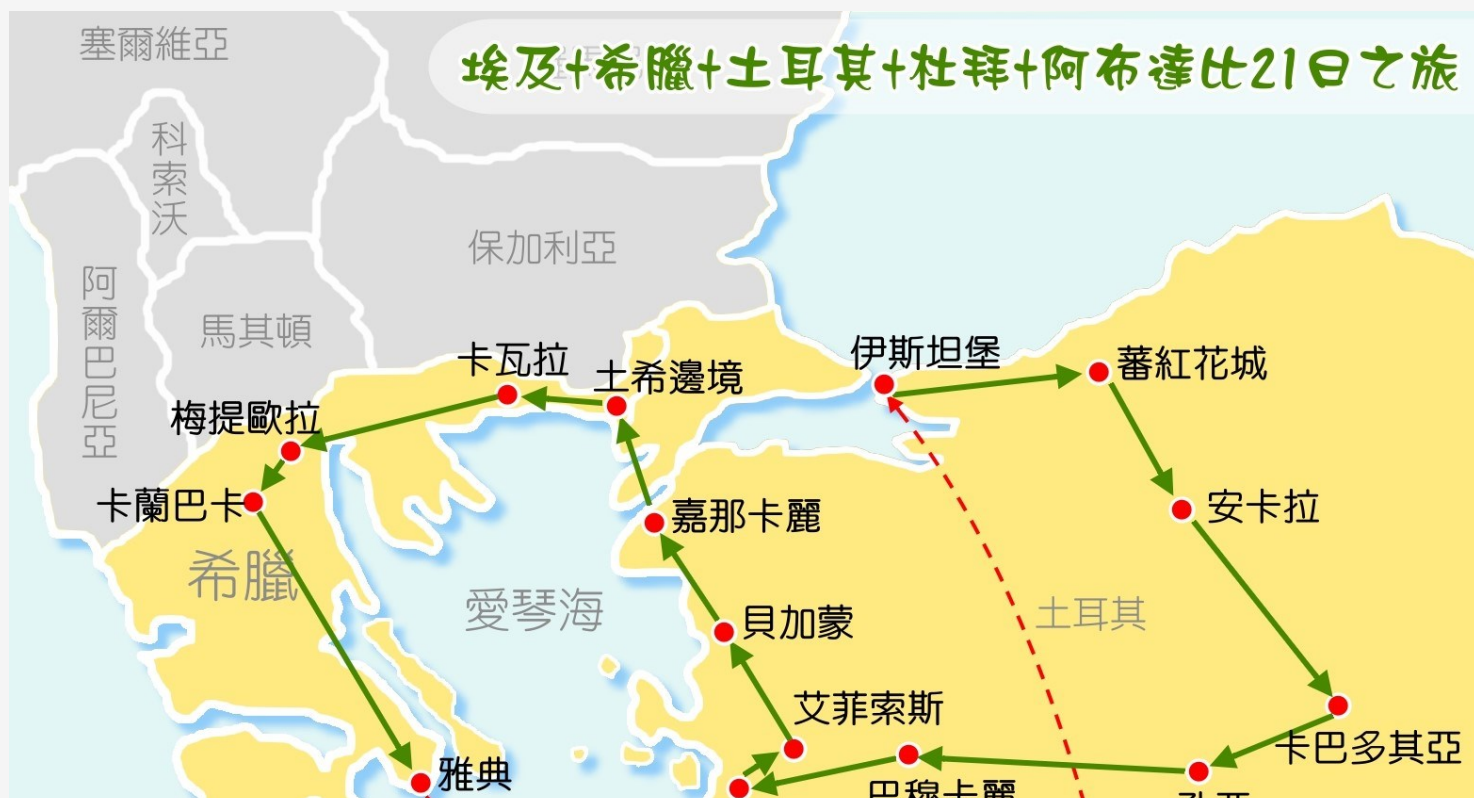 埃及+希臘+土耳其+杜拜+阿布達比21日之旅
塞爾維亞
科索沃
保加利亞
阿爾巴尼亞
馬其頓
伊斯坦堡
蕃紅花城
卡瓦拉
土希邊境
梅提歐拉
卡蘭巴卡
嘉那卡麗
安卡拉
希臘
愛琴海
貝加蒙
土耳其
艾菲索斯
卡巴多其亞
雅典
巴穆卡麗